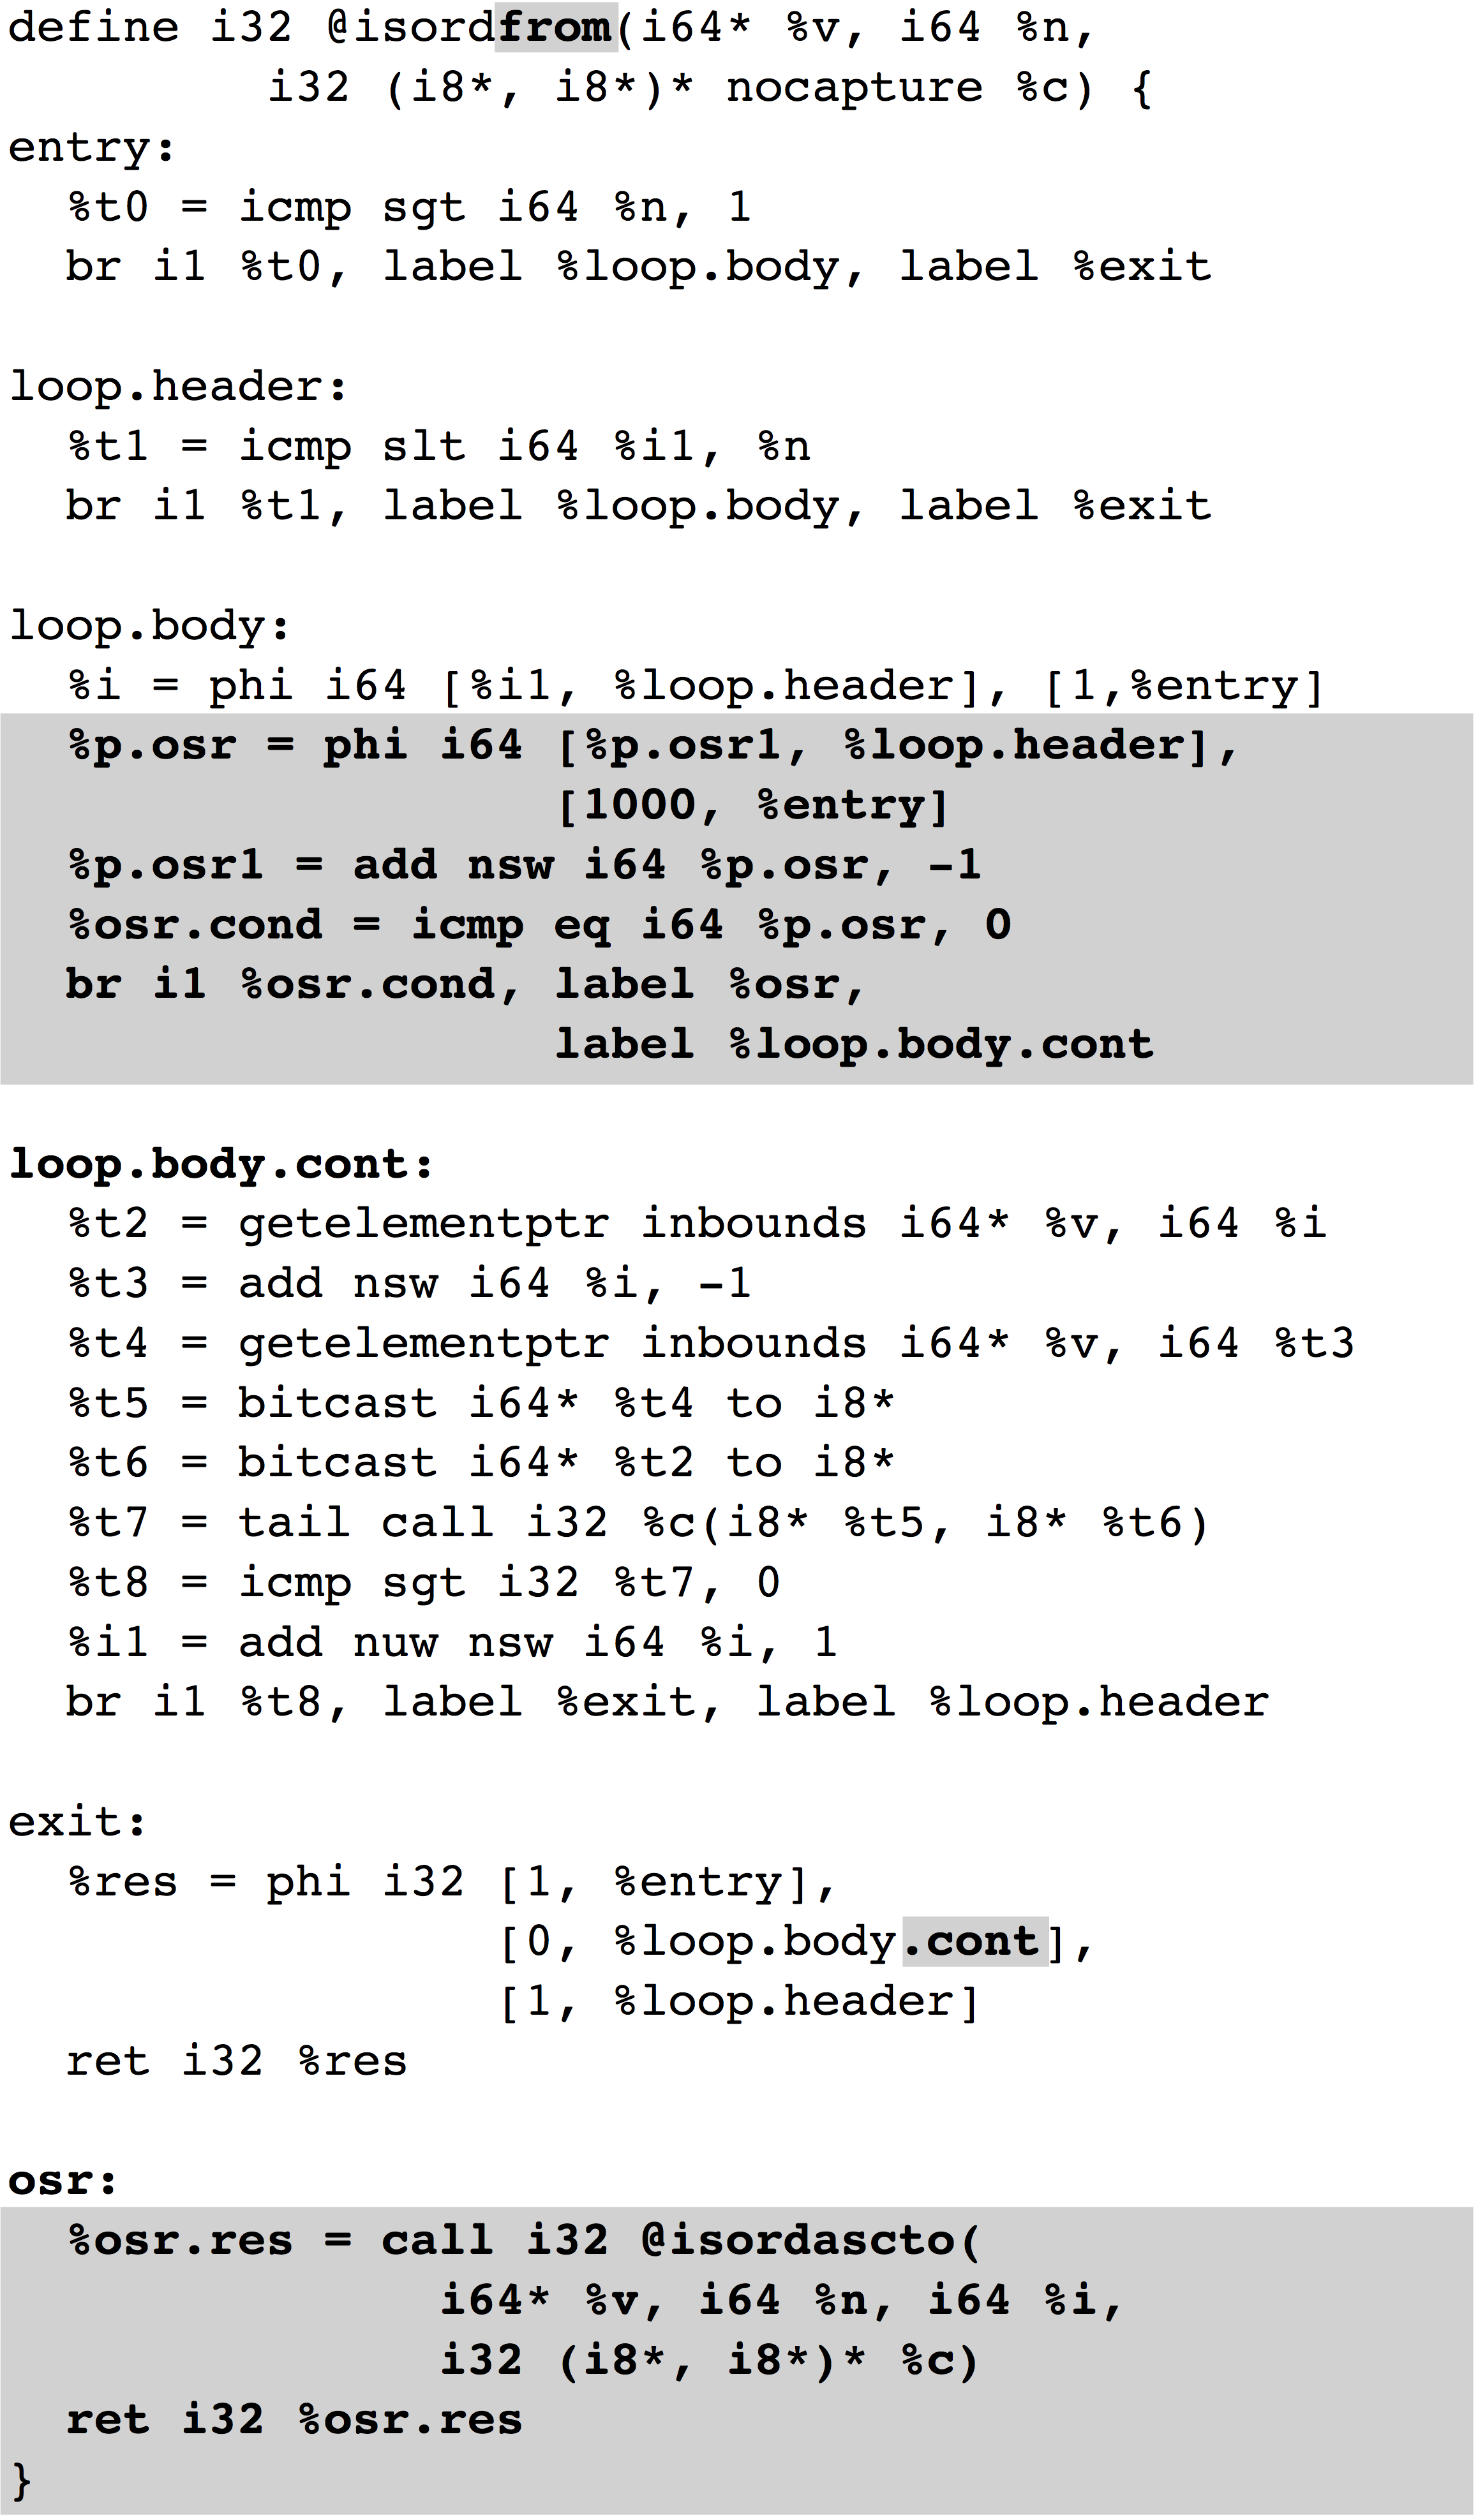 define i32 @isordfrom(i64* %v, i64 %n,
i32 (i8*, i8*)* nocapture %c) {
entry:
%t0 = icmp sgt i64 %n, 1
br i1 %t0, label %loop.body, label %exit
loop.header:
%t1 = icmp slt i64 %i1, %n
br i1 %t1, label %loop.body, label %exit
loop.body:
%i = phi i64 [%i1, %loop.header], [1,%entry]
%p.osr = phi i64 [%p.osr1, %loop.header],
[1000, %entry]
%p.osr1 = add nsw i64 %p.osr, -1
%osr.cond = icmp eq i64 %p.osr, 0
br i1 %osr.cond, label %osr,
label %loop.body.cont
loop.body.cont:
%t2 = getelementptr inbounds i64* %v, i64 %i
%t3 = add nsw i64 %i, -1
%t4 = getelementptr inbounds i64* %v, i64 %t3
%t5 = bitcast i64* %t4 to i8*
%t6 = bitcast i64* %t2 to i8*
%t7 = tail call i32 %c(i8* %t5, i8* %t6)
%t8 = icmp sgt i32 %t7, 0
%i1 = add nuw nsw i64 %i, 1
br i1 %t8, label %exit, label %loop.header
exit:
%res = phi i32 [1, %entry],
[0, %loop.body.cont],
[1, %loop.header]
ret i32 %res
osr:
%osr.res = call i32 @isordascto(
i64* %v, i64 %n, i64 %i,
i32 (i8*, i8*)* %c)
ret i32 %osr.res
}